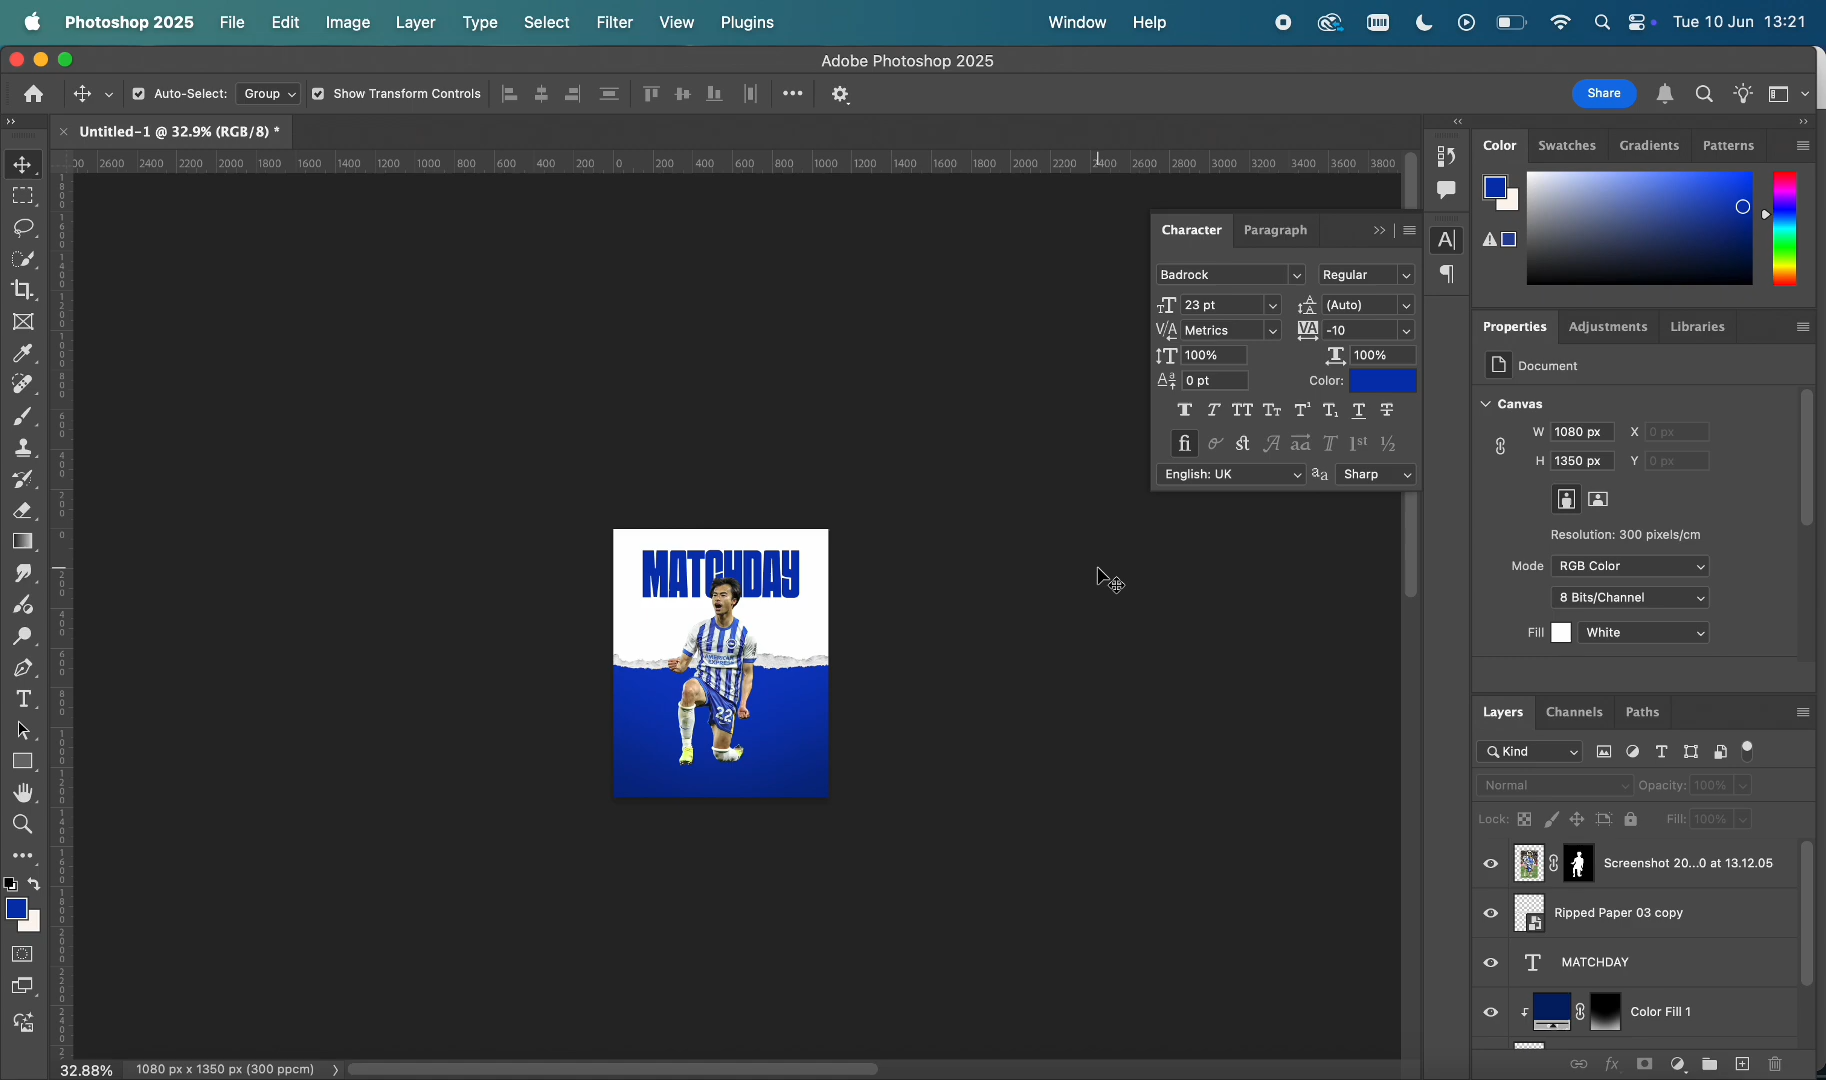 Photoshop 2025 File Edit Image Layer Type Select Filter View Plugins Window Help Tue 10 Jun 13:21
Adobe Photoshop 2025
Auto-Select: Group Show Transform Controls Share
Untitled-1 @ 32.9% (RGB/8) *
2600 2400 2200 2000 1800 1600 1400 1200 1000 800 600 400 200 0 200 400 600 800 1000 1200 1400 1600 1800 2000 2200 2400 2600 2800 3000 3200 3400 3600 3800
Color Swatches Gradients Patterns
Character Paragraph
Badrock Regular
23 pt (Auto)
Metrics -10
100% 100%
0 pt Color:
English: UK Sharp
Properties Adjustments Libraries
Document
Canvas
W 1080 px X 0 px
H 1350 px Y 0 px
Resolution: 300 pixels/cm
Mode RGB Color
8 Bits/Channel
Fill White
MATCHDAY
AMERICAN
EXPRESS
22
Layers Channels Paths
Kind
Normal Opacity: 100%
Lock: Fill: 100%
Screenshot 20...0 at 13.12.05
Ripped Paper 03 copy
MATCHDAY
Color Fill 1
32.88% 1080 px x 1350 px (300 ppcm)